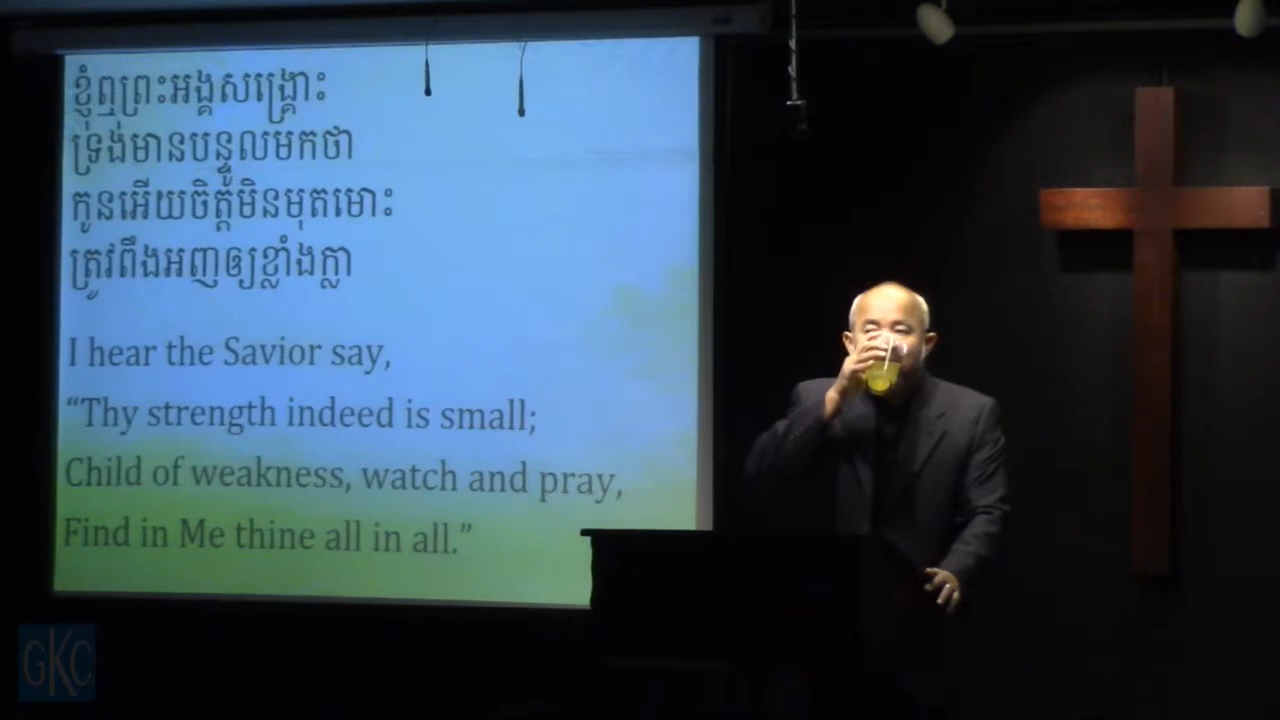 ខ្ញុំឮព្រះអង្គសង្គ្រោះ
ទ្រង់មានបន្ទូលមកថា
កូនអើយចិត្តមិនមុតមោះ
ត្រូវពឹងអញឲ្យខ្លាំងក្លា
I hear the Savior say,
“Thy strength indeed is small;
Child of weakness, watch and pray,
Find in Me thine all in all.”
GKC